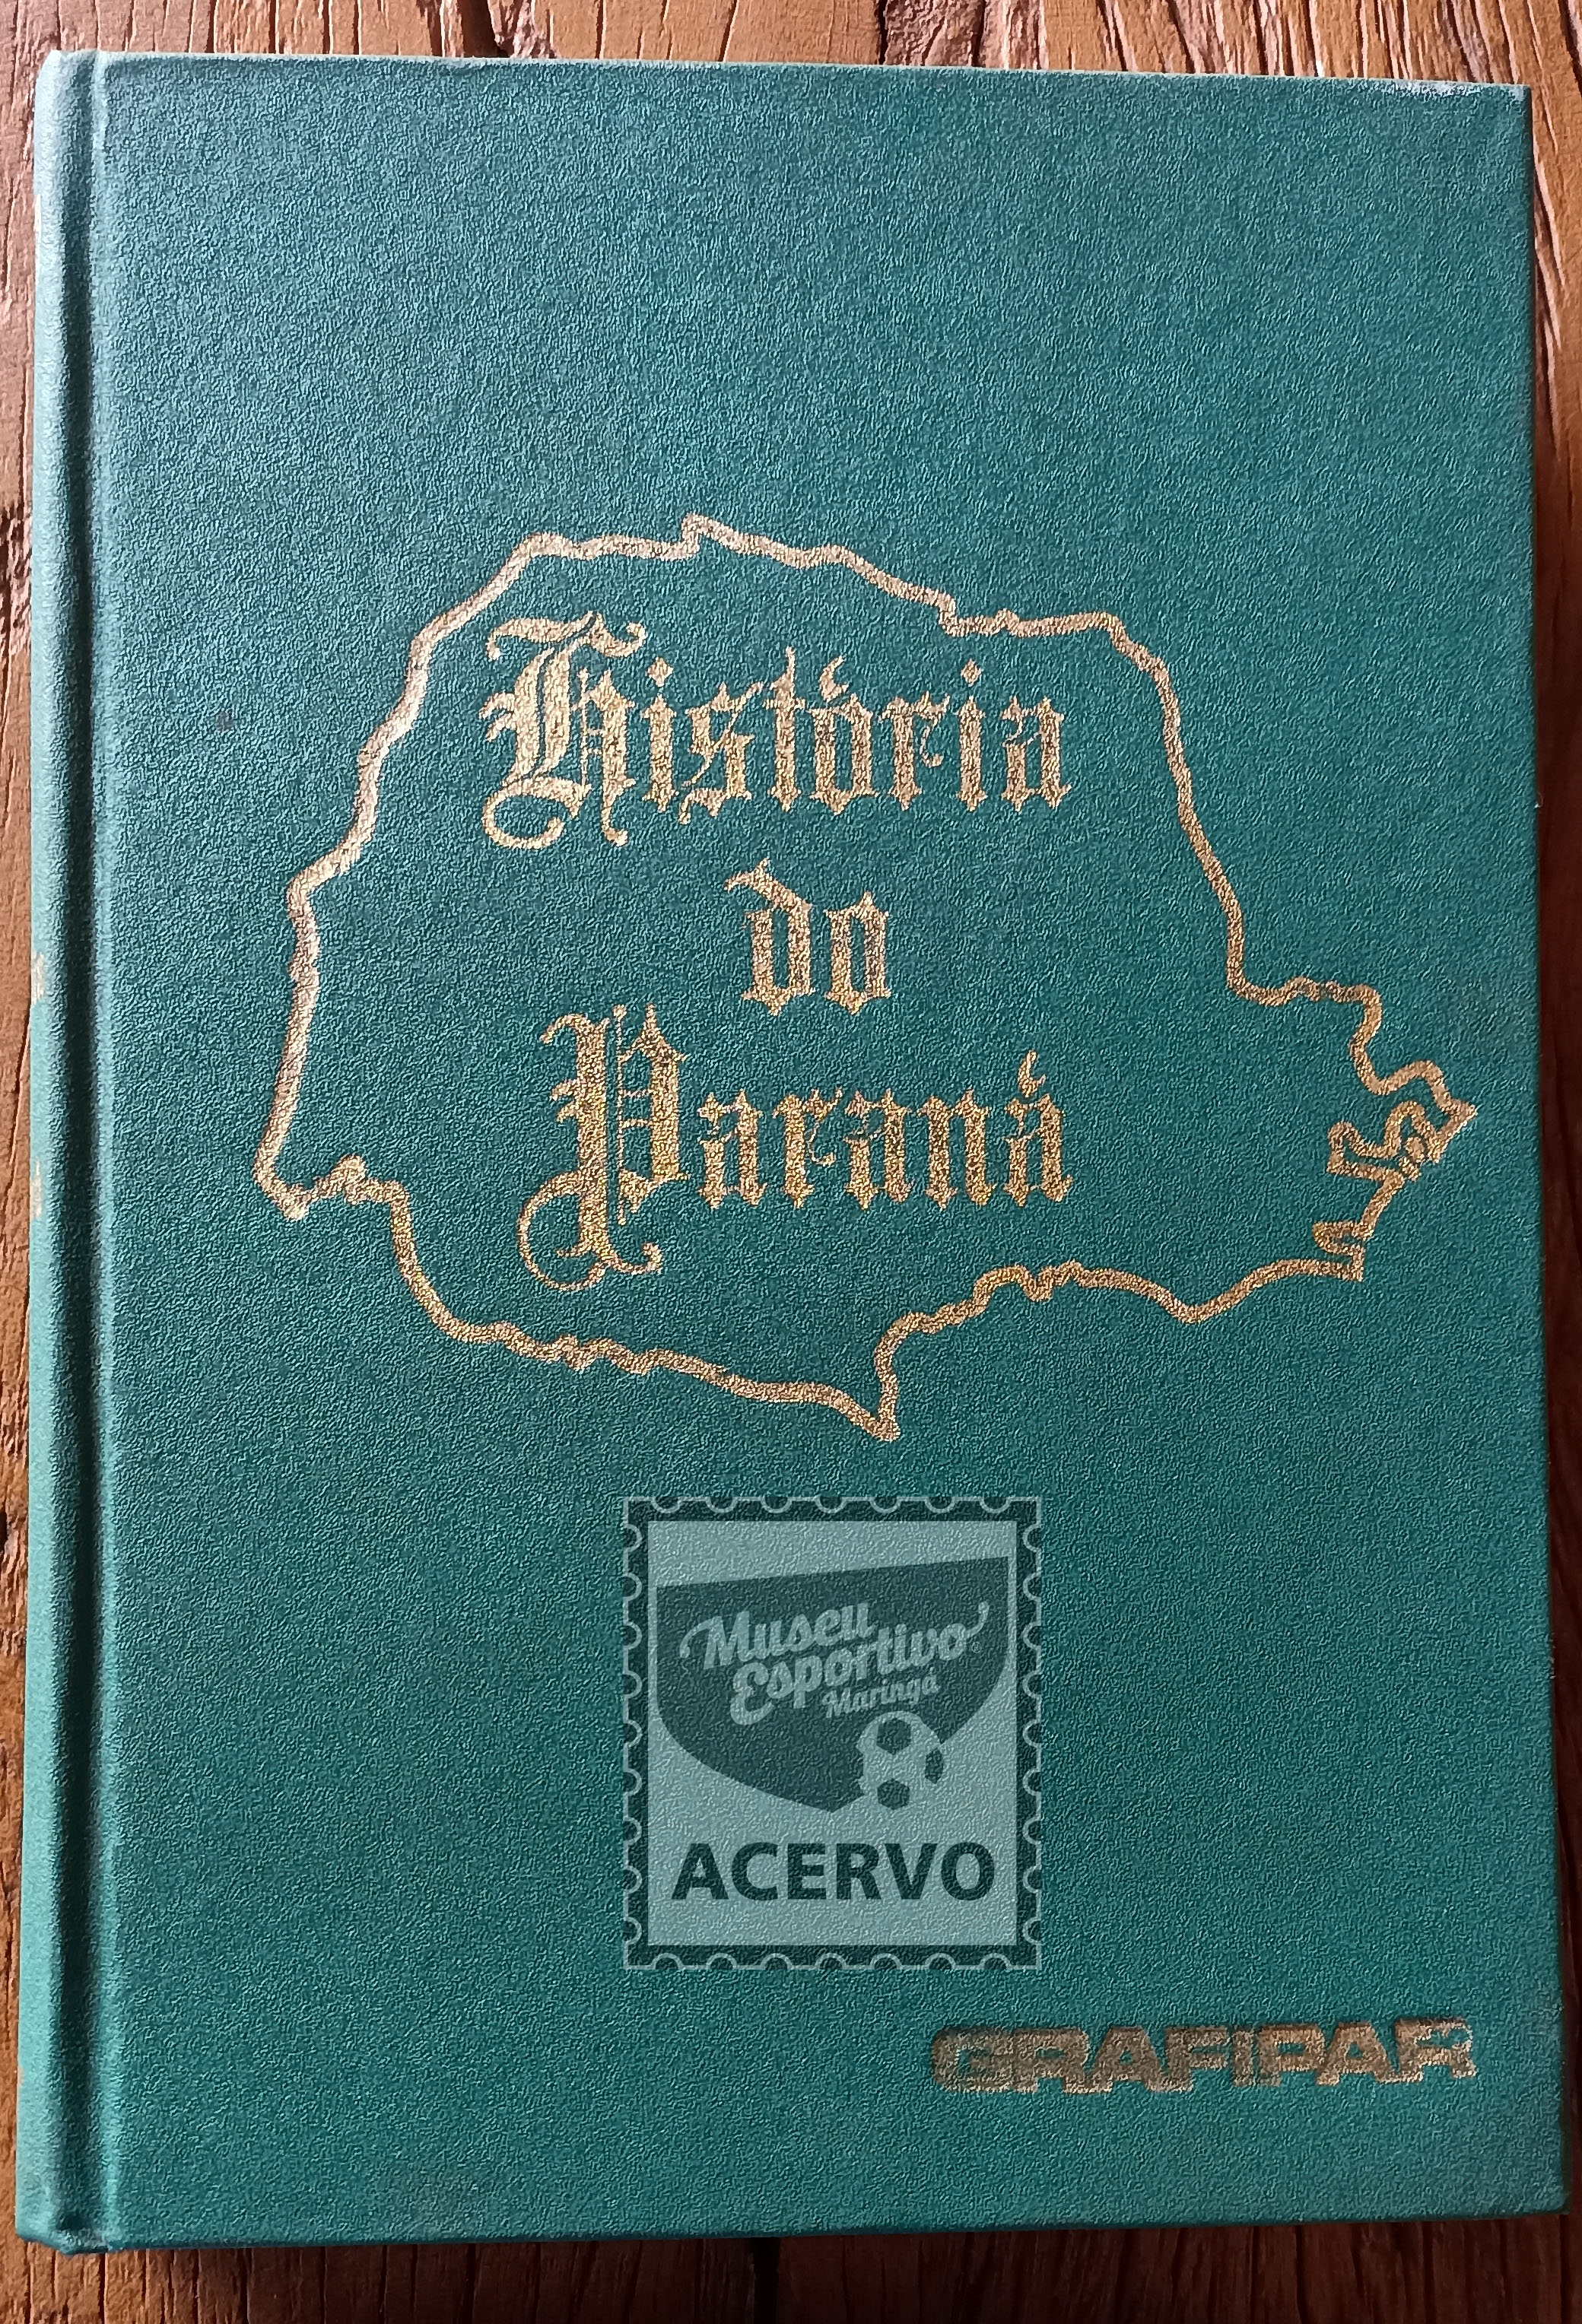 História
do
Paraná
Museu
Esportivo
Maringá
ACERVO
GRAFIPAR